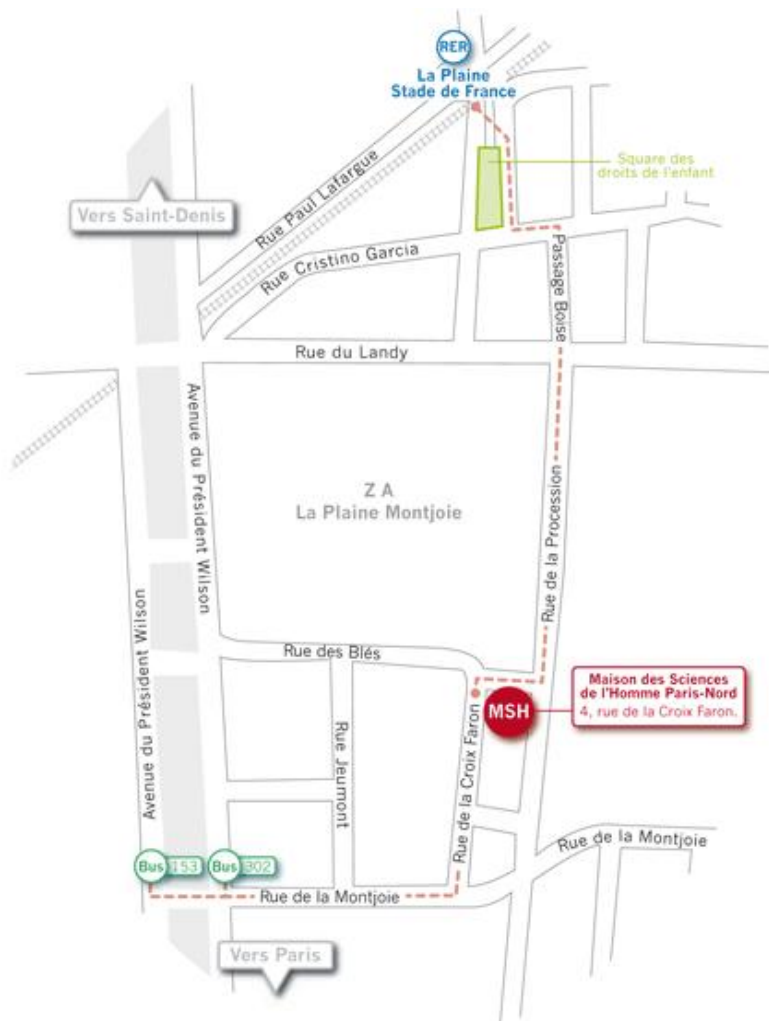 RER
La Plaine
Stade de France
Square des
droits de l'enfant
Vers Saint-Denis
Rue Paul Lafargue
Rue Cristino Garcia
Passage Boise
Rue du Landy
Avenue du Président Wilson
Z A
La Plaine Montjoie
Rue de la Procession
Avenue du Président Wilson
Rue des Blés
Maison des Sciences
de l'Homme Paris-Nord
4, rue de la Croix Faron.
MSH
Rue Jeumont
Rue de la Croix Faron
Rue de la Montjoie
Bus 153
Bus 302
Rue de la Montjoie
Vers Paris